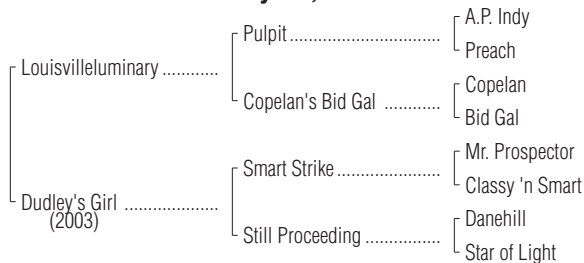 A.P. Indy
Pulpit ..................................
Preach
Louisvilleluminary ............
Copelan
Copelan's Bid Gal ............
Bid Gal
Mr. Prospector
Smart Strike .......................
Classy 'n Smart
Dudley's Girl .....................
(2003)
Danehill
Still Proceeding ................
Star of Light